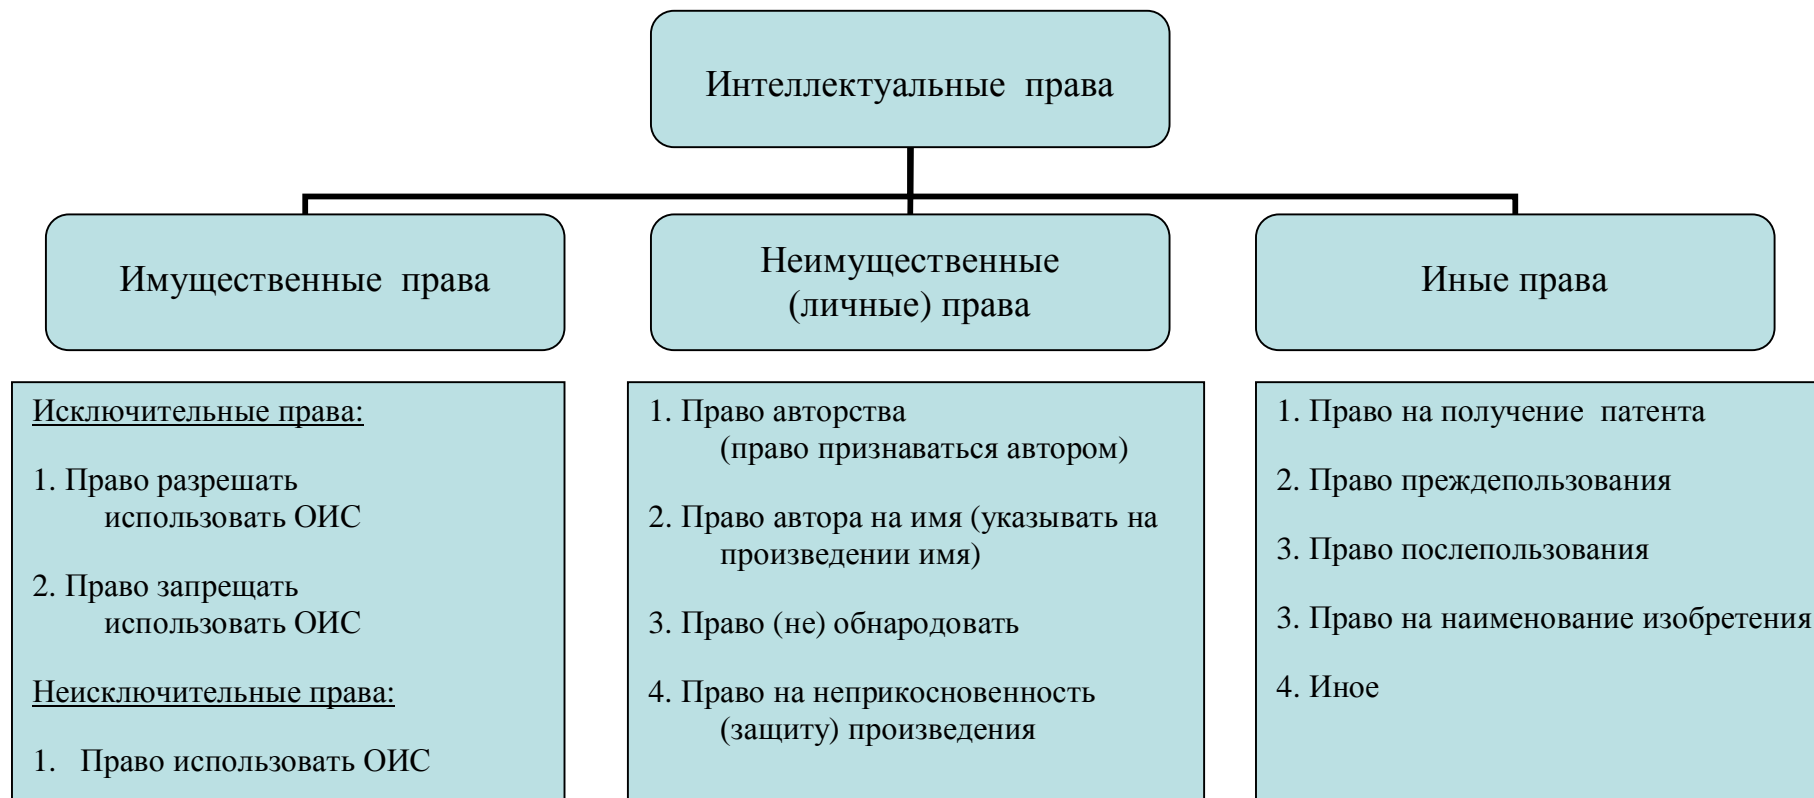 Интеллектуальные права
Имущественные права
Неимущественные
(личные) права
Иные права
Исключительные права:
1. Право разрешать
использовать ОИС
2. Право запрещать
использовать ОИС
Неисключительные права:
1. Право использовать ОИС
1. Право авторства
(право признаваться автором)
2. Право автора на имя (указывать на
произведении имя)
3. Право (не) обнародовать
4. Право на неприкосновенность
(защиту) произведения
1. Право на получение патента
2. Право преждепользования
3. Право послепользования
3. Право на наименование изобретения
4. Иное